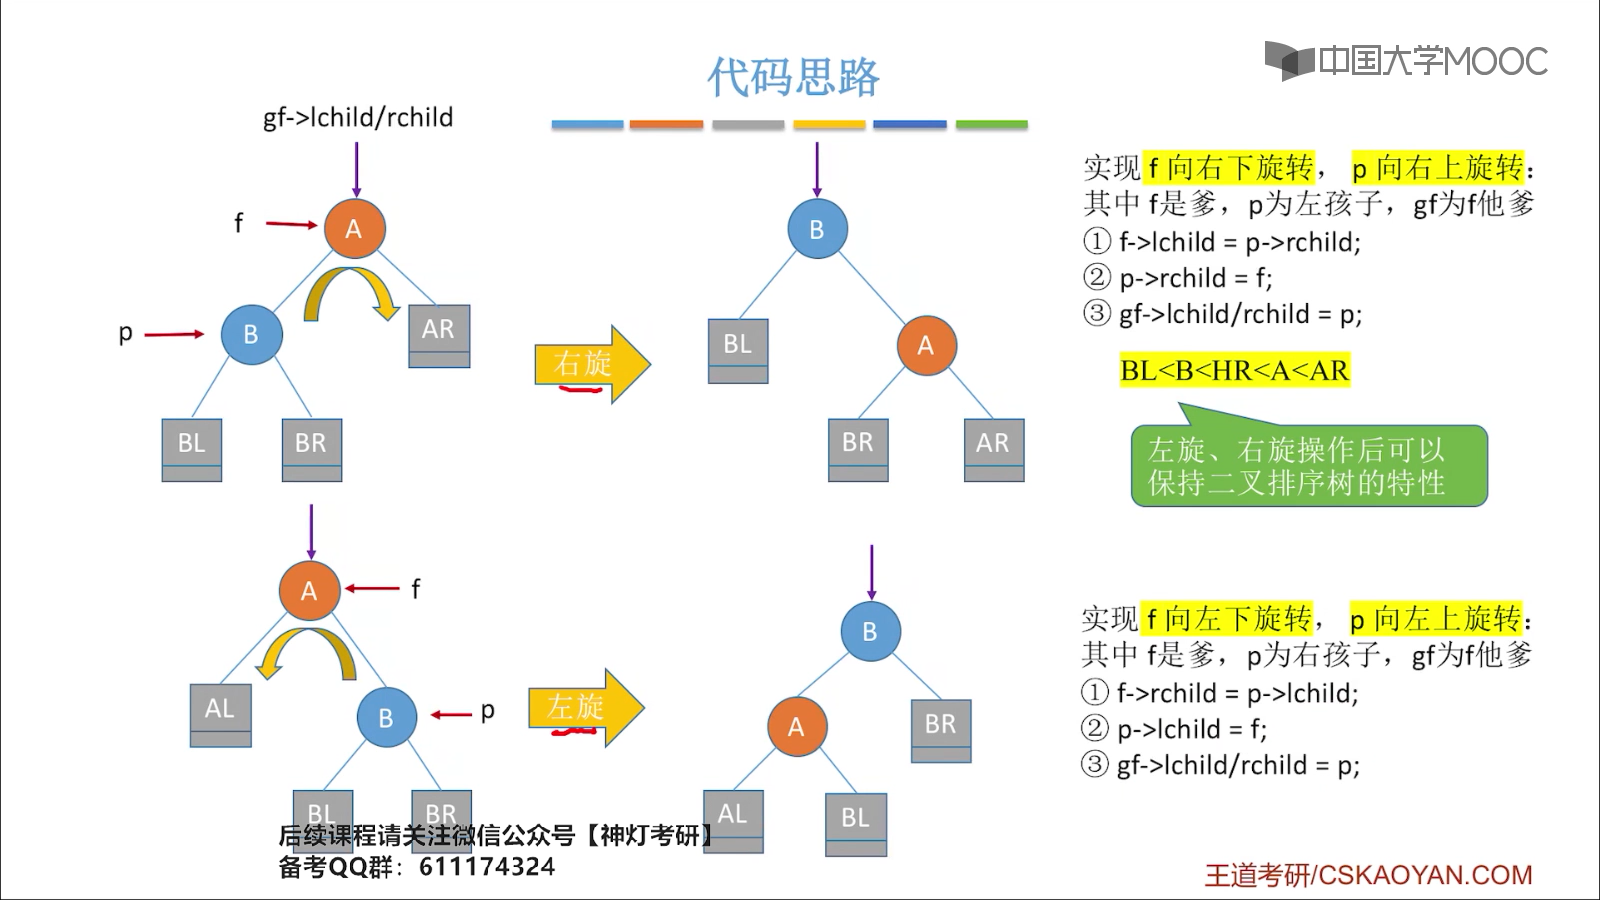 中国大学MOOC
代码思路
gf->lchild/rchild
f
A
p
B
AR
BL
BR
右旋
B
BL
A
BR
AR
实现 f 向右下旋转， p 向右上旋转：
其中 f是爹，p为左孩子，gf为f他爹
① f->lchild = p->rchild;
② p->rchild = f;
③ gf->lchild/rchild = p;
BL<B<HR<A<AR
左旋、右旋操作后可以
保持二叉排序树的特性
A
f
AL
B
p
BL
BR
左旋
B
A
BR
AL
BL
实现 f 向左下旋转， p 向左上旋转：
其中 f是爹，p为右孩子，gf为f他爹
① f->rchild = p->lchild;
② p->lchild = f;
③ gf->lchild/rchild = p;
后续课程请关注微信公众号【神灯考研】
备考QQ群：611174324
王道考研/CSKAOYAN.COM